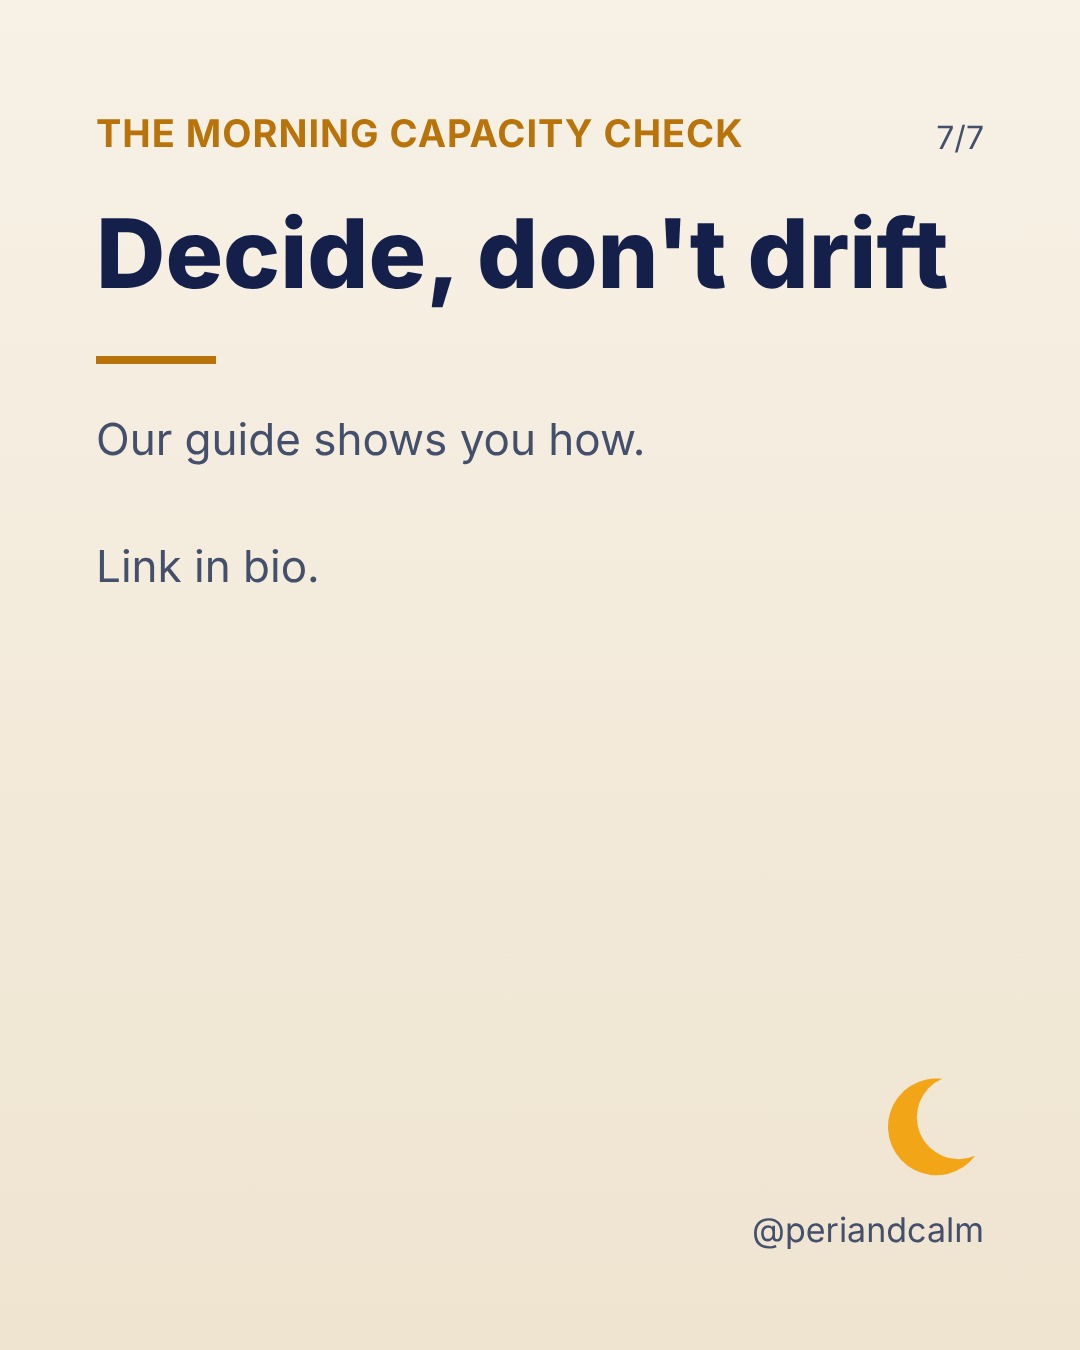 THE MORNING CAPACITY CHECK
7/7
Decide, don't drift
Our guide shows you how.
Link in bio.
@periandcalm